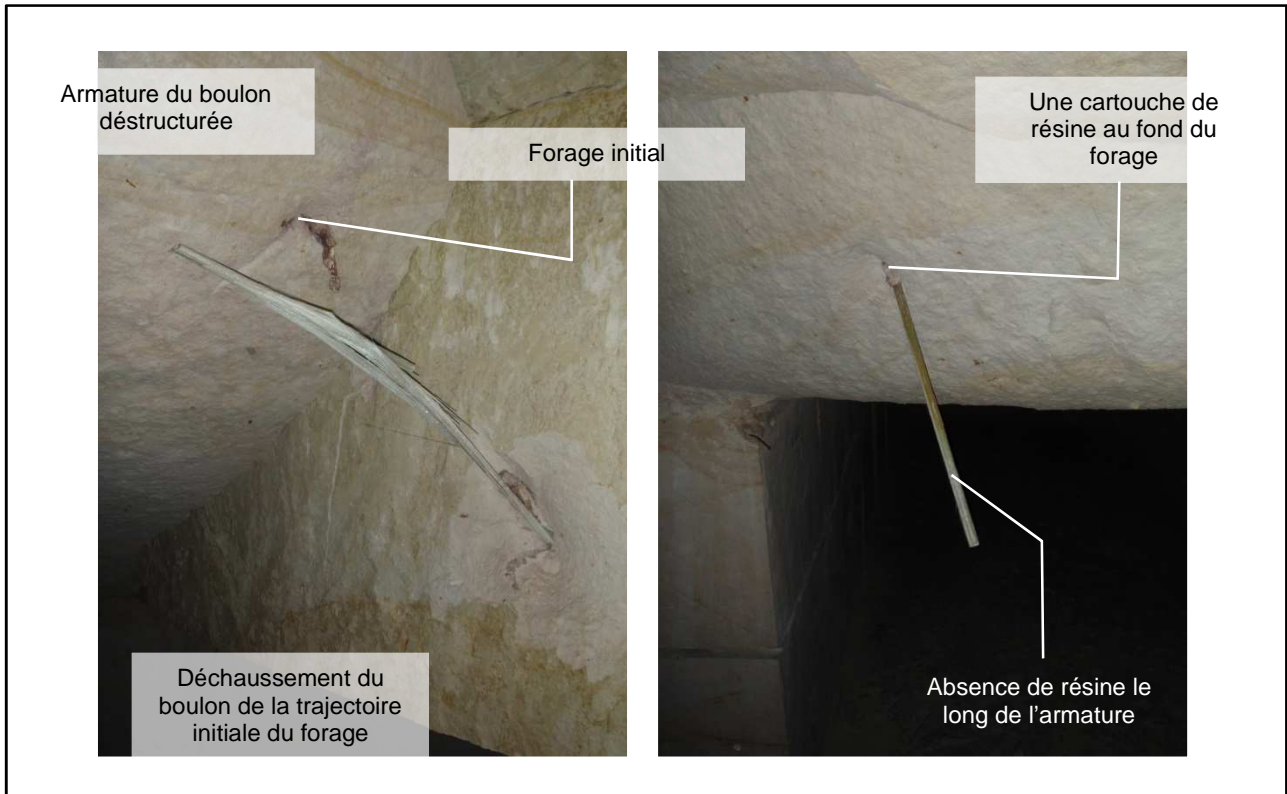 Armature du boulon
déstructurée
Forage initial
Déchaussement du
boulon de la trajectoire
initiale du forage
Une cartouche de
résine au fond du
forage
Absence de résine le
long de l’armature